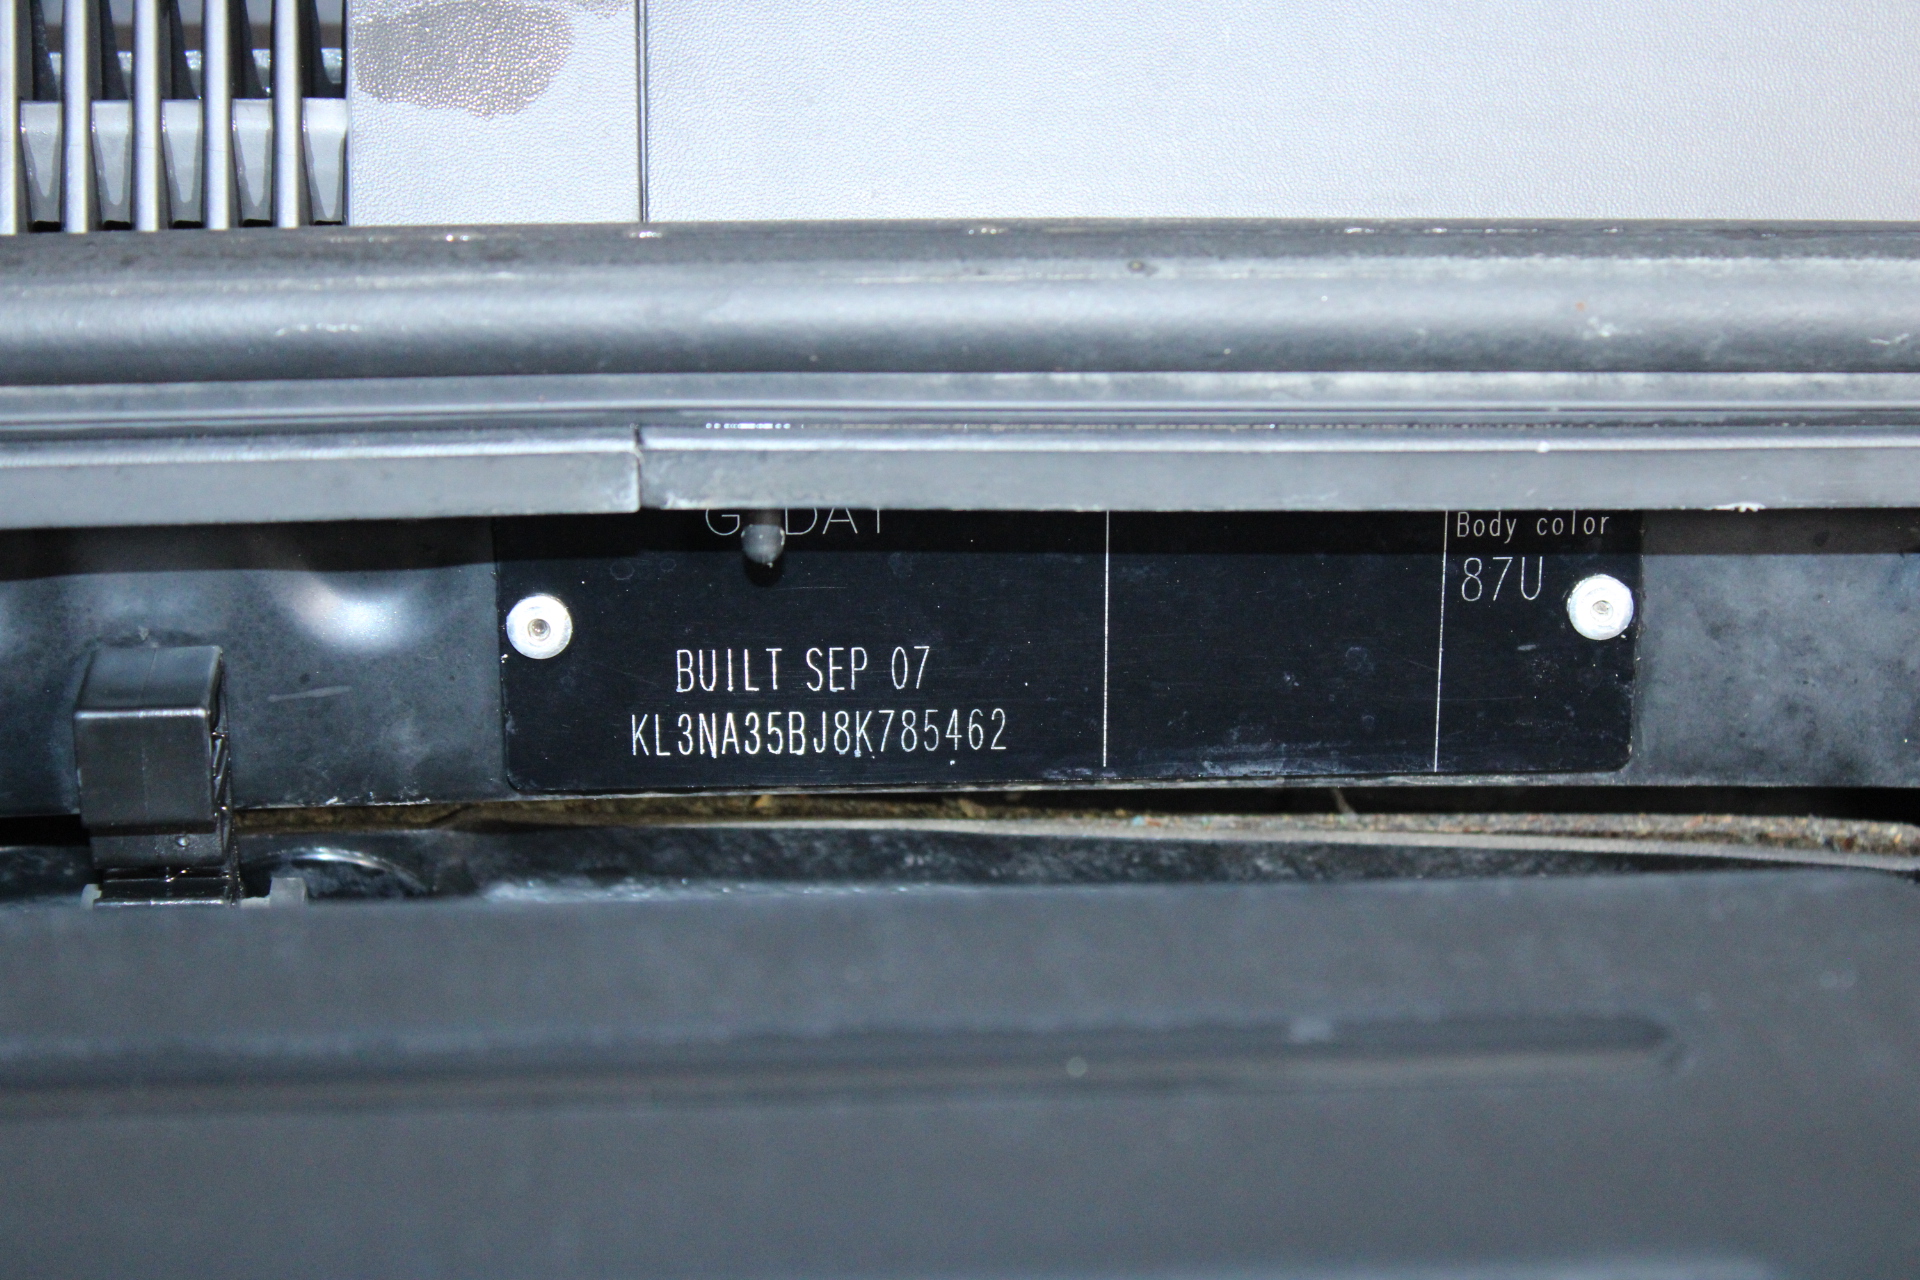 Body color
87U
BUILT SEP 07
KL3NA35BJ8K785462